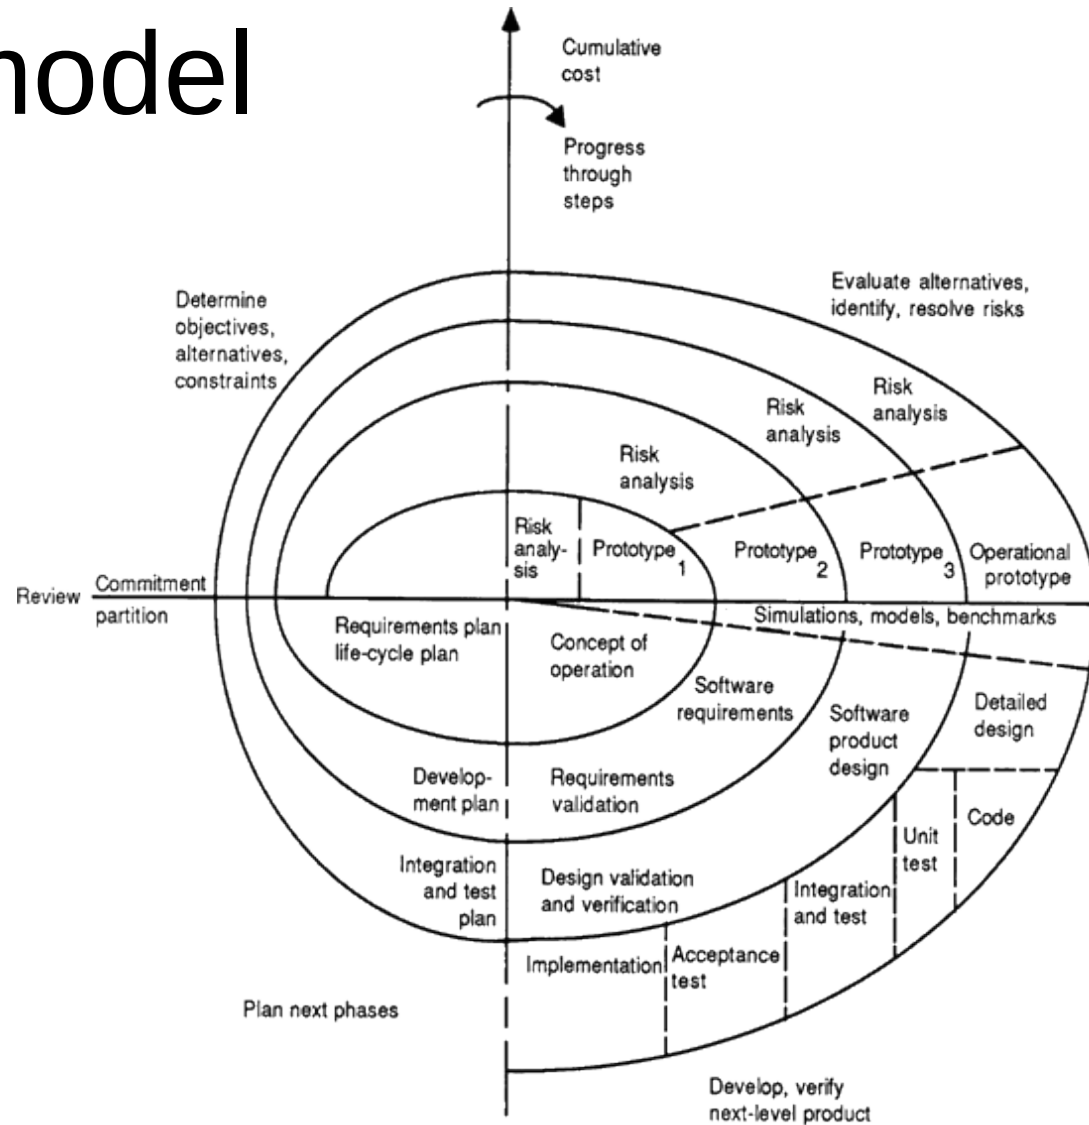 model
Cumulative
cost
Progress
through
steps
Evaluate alternatives,
identify, resolve risks
Determine
objectives,
alternatives,
constraints
Risk
analysis
Risk
analysis
Risk
analysis
Risk
analy-
sis
Prototype
1
Prototype
2
Prototype
3
Operational
prototype
Review
Commitment
partition
Simulations, models, benchmarks
Requirements plan
life-cycle plan
Concept of
operation
Software
requirements
Software
product
design
Detailed
design
Develop-
ment plan
Requirements
validation
Code
Unit
test
Integration
and test
plan
Design validation
and verification
Integration
and test
Implementation
Acceptance
test
Plan next phases
Develop, verify
next-level product